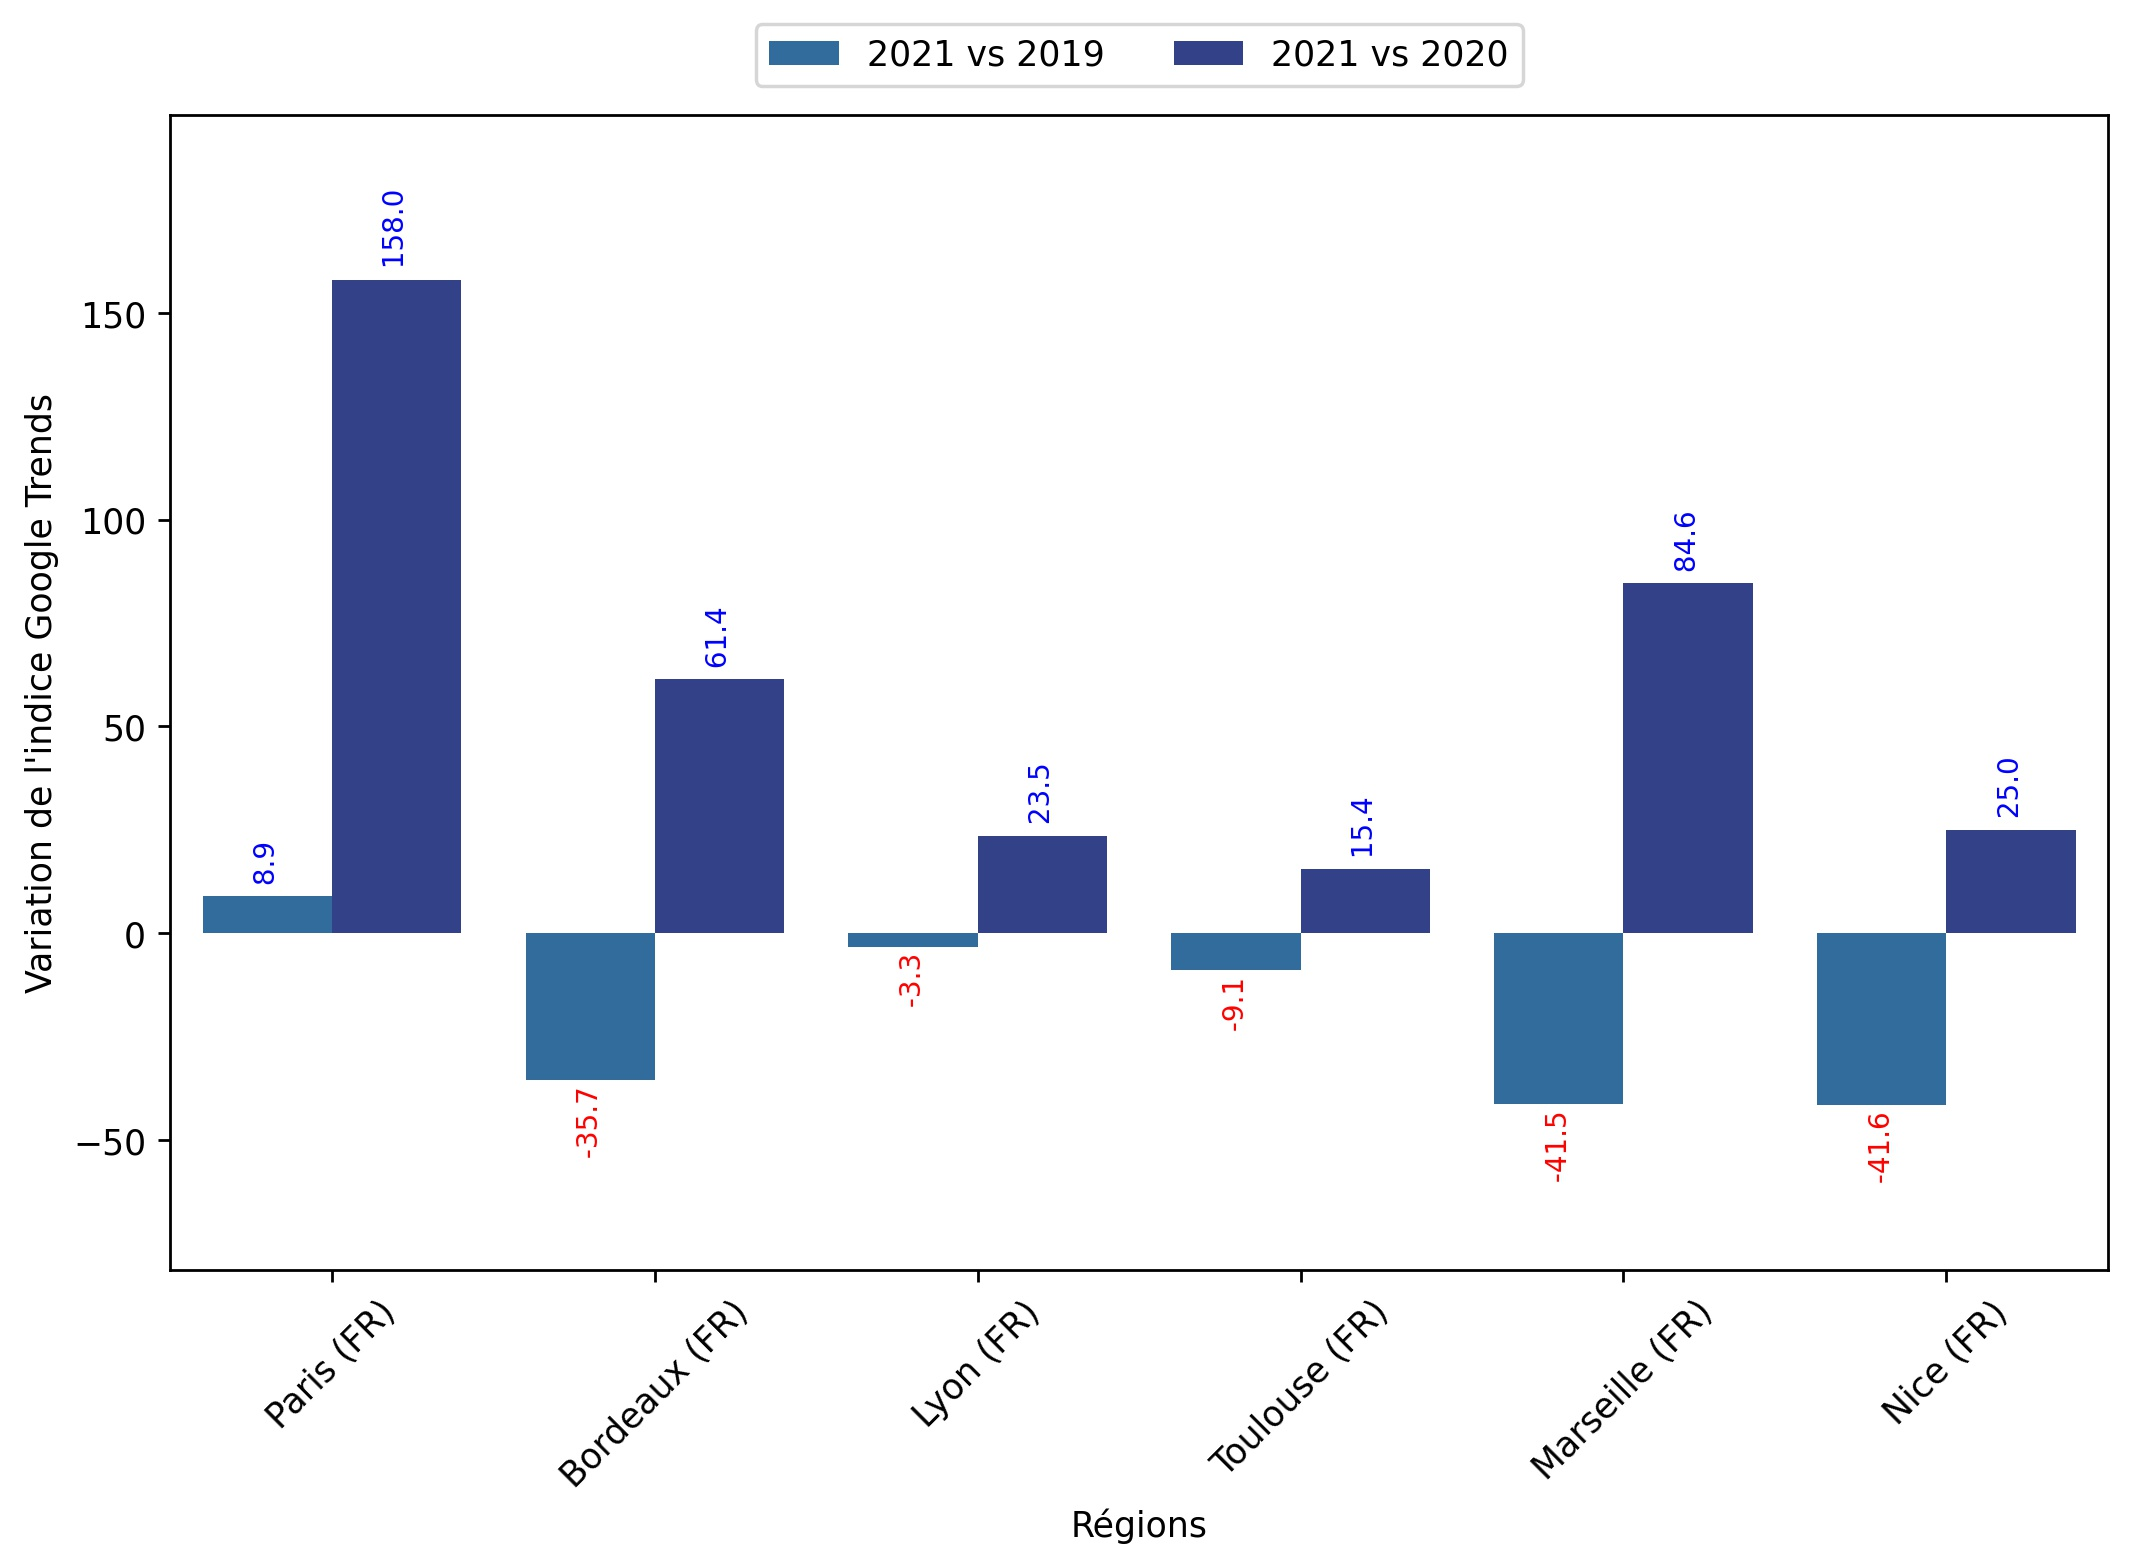 2021 vs 2019
2021 vs 2020
Variation de l'indice Google Trends
150
100
50
0
−50
8.9
158.0
-35.7
61.4
-3.3
23.5
-9.1
15.4
-41.5
84.6
-41.6
25.0
Paris (FR)
Bordeaux (FR)
Lyon (FR)
Toulouse (FR)
Marseille (FR)
Nice (FR)
Régions